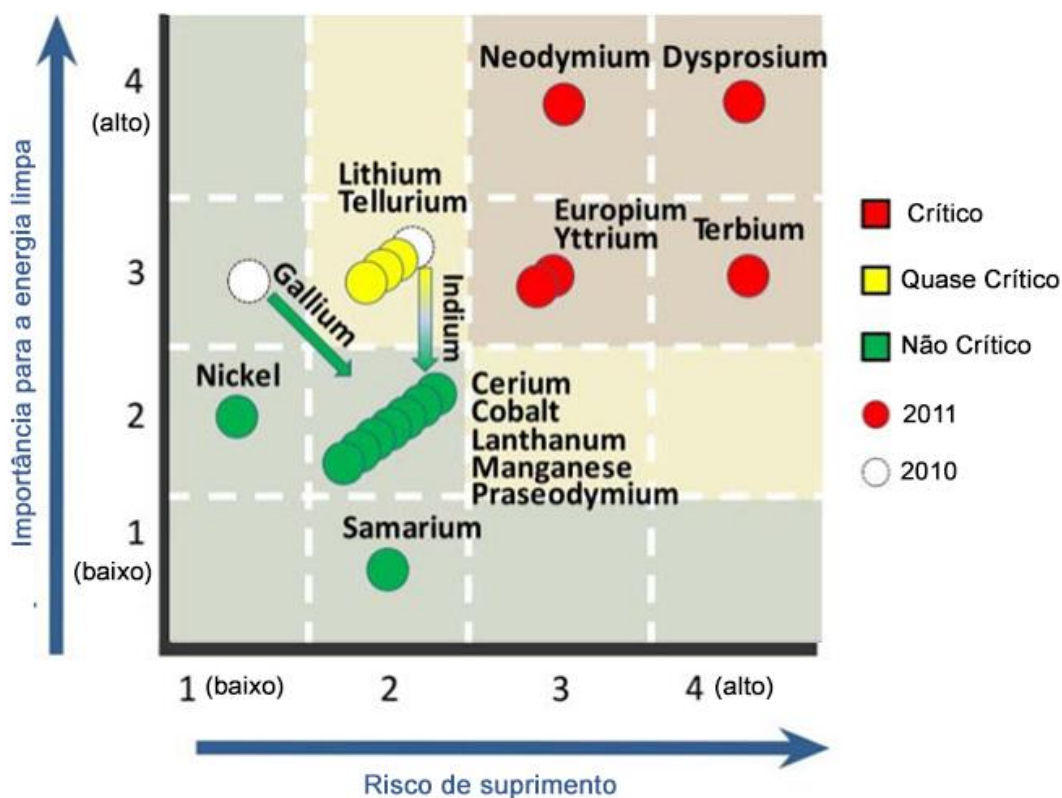 Importância para a energia limpa
4
(alto)
3
2
1
(baixo)
Neodymium
Dysprosium
Lithium
Tellurium
Europium
Yttrium
Terbium
Gallium
Indium
Nickel
Cerium
Cobalt
Lanthanum
Manganese
Praseodymium
Samarium
1 (baixo)
2
3
4 (alto)
Risco de suprimento
Crítico
Quase Crítico
Não Crítico
2011
2010